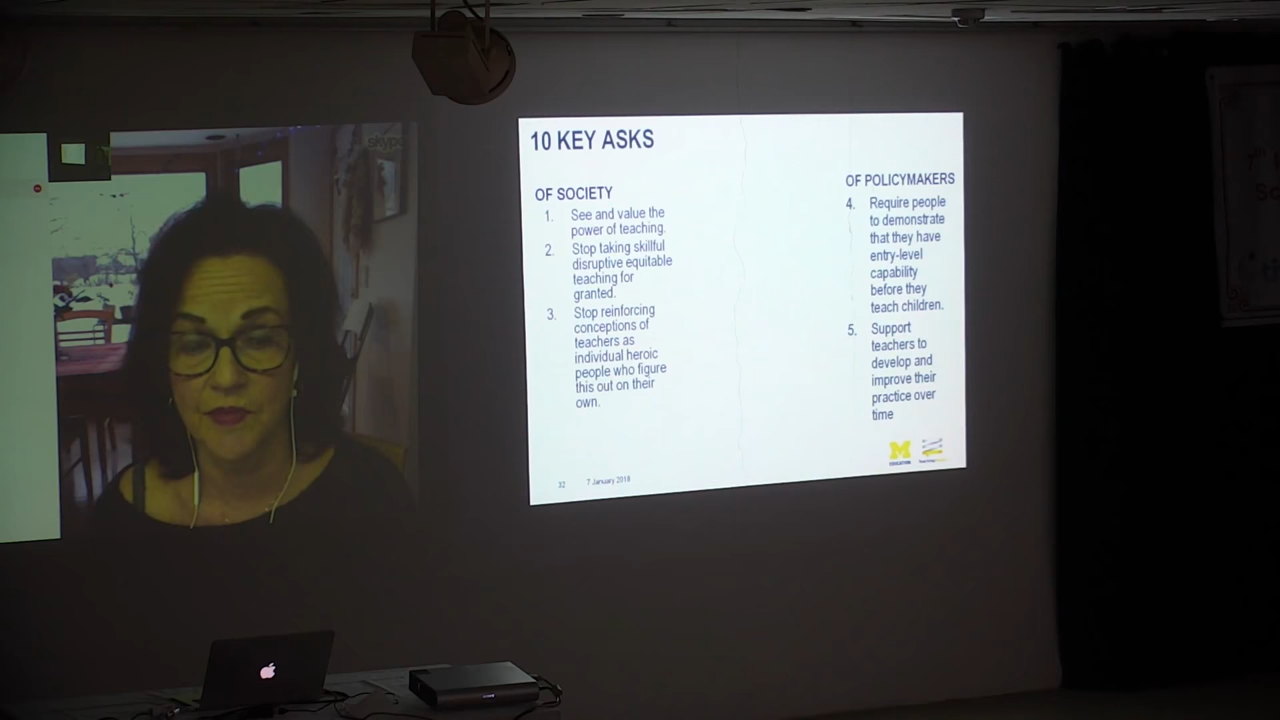 skype
10 KEY ASKS
OF SOCIETY
1. See and value the
power of teaching.
2. Stop taking skillful
disruptive equitable
teaching for
granted.
3. Stop reinforcing
conceptions of
teachers as
individual heroic
people who figure
this out on their
own.
OF POLICYMAKERS
4. Require people
to demonstrate
that they have
entry-level
capability
before they
teach children.
5. Support
teachers to
develop and
improve their
practice over
time
M
EDUCATION
32 7 January 2018